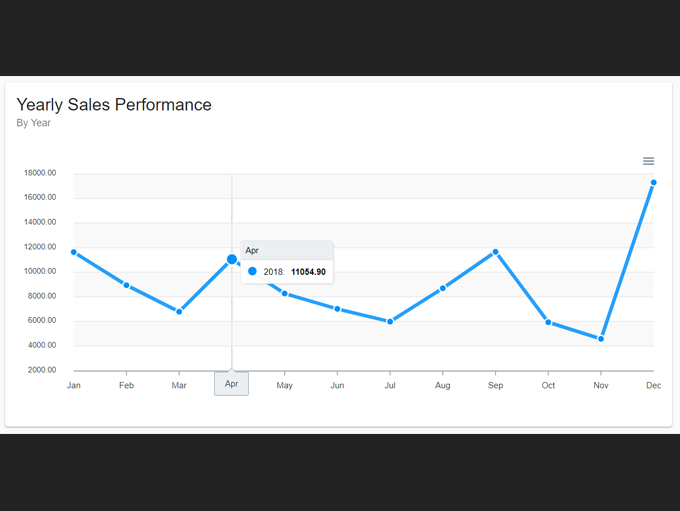 Yearly Sales Performance
By Year
18000.00
16000.00
14000.00
12000.00
10000.00
8000.00
6000.00
4000.00
2000.00
Apr
2018: 11054.90
Jan Feb Mar Apr May Jun Jul Aug Sep Oct Nov Dec